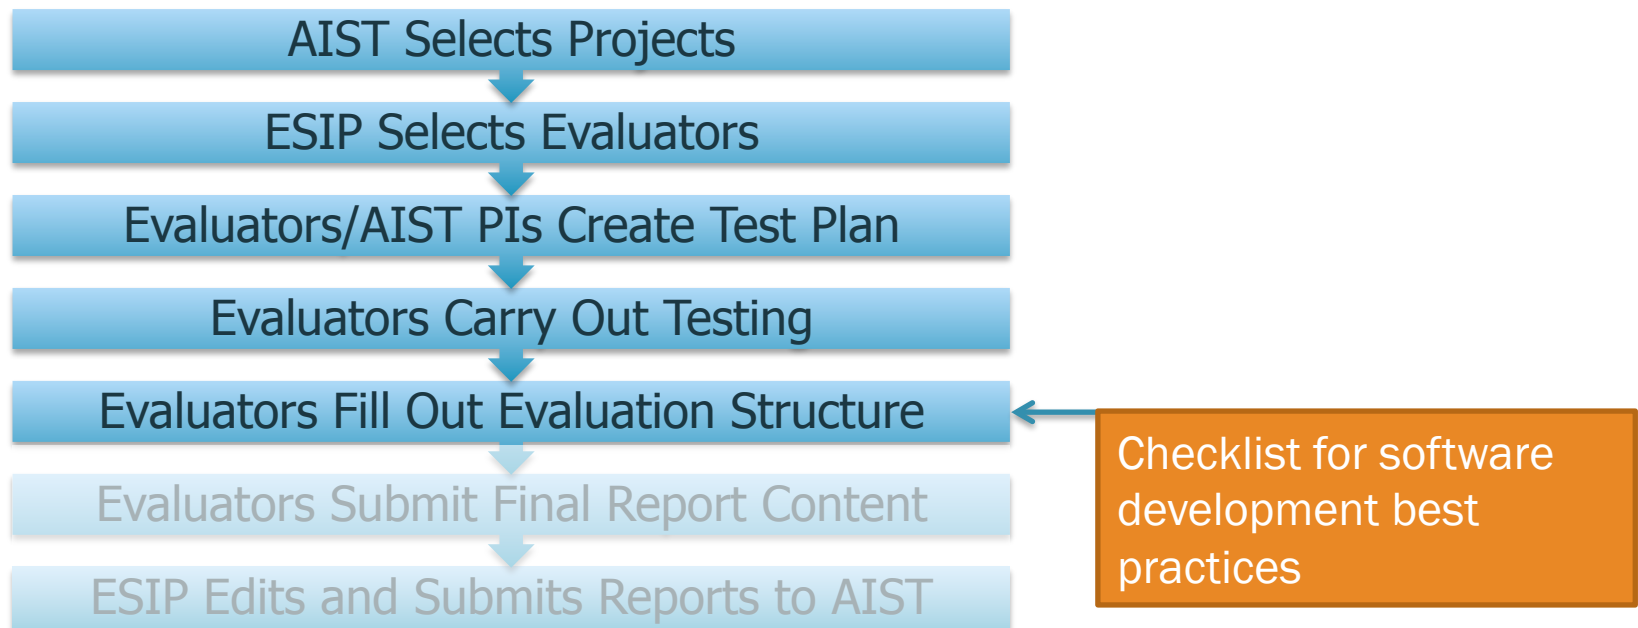 AIST Selects Projects
ESIP Selects Evaluators
Evaluators/AIST PIs Create Test Plan
Evaluators Carry Out Testing
Evaluators Fill Out Evaluation Structure
Checklist for software
development best
practices
Evaluators Submit Final Report Content
ESIP Edits and Submits Reports to AIST